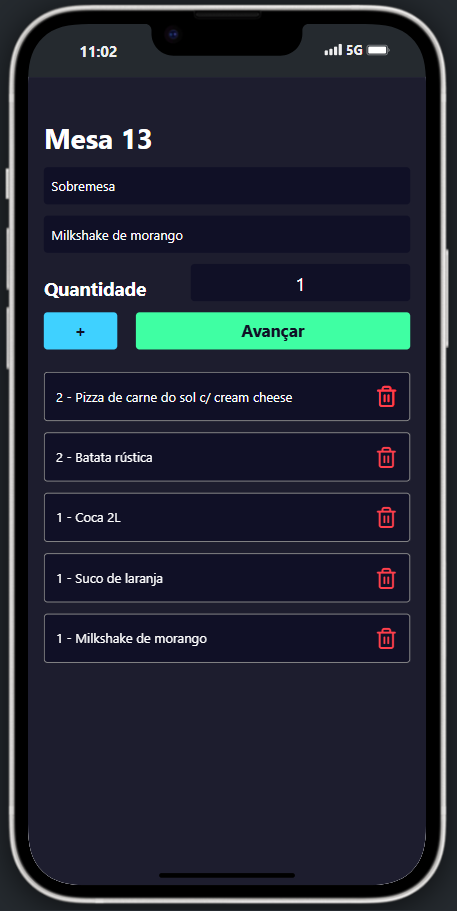 11:02 5G
Mesa 13
Sobremesa
Milkshake de morango
Quantidade 1
+ Avançar
2 - Pizza de carne do sol c/ cream cheese
2 - Batata rústica
1 - Coca 2L
1 - Suco de laranja
1 - Milkshake de morango